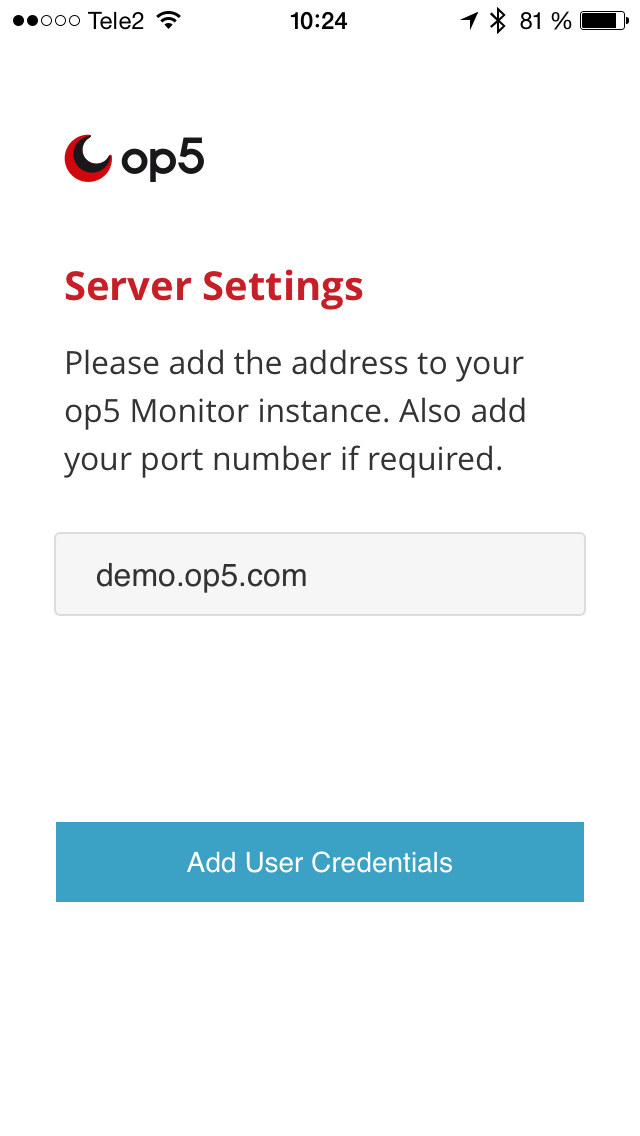 Tele2 10:24 81 %
op5
Server Settings
Please add the address to your
op5 Monitor instance. Also add
your port number if required.
demo.op5.com
Add User Credentials